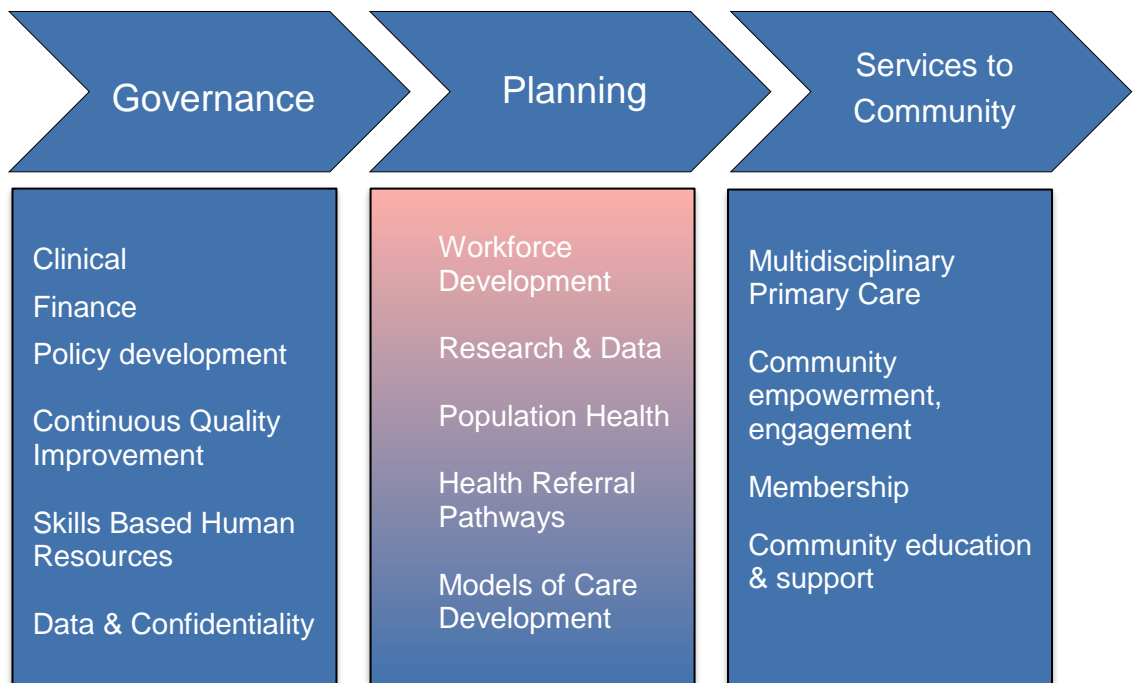 Governance
Planning
Services to
Community
Clinical
Finance
Policy development
Continuous Quality
Improvement
Skills Based Human
Resources
Data & Confidentiality
Workforce
Development
Research & Data
Population Health
Health Referral
Pathways
Models of Care
Development
Multidisciplinary
Primary Care
Community
empowerment,
engagement
Membership
Community education
& support